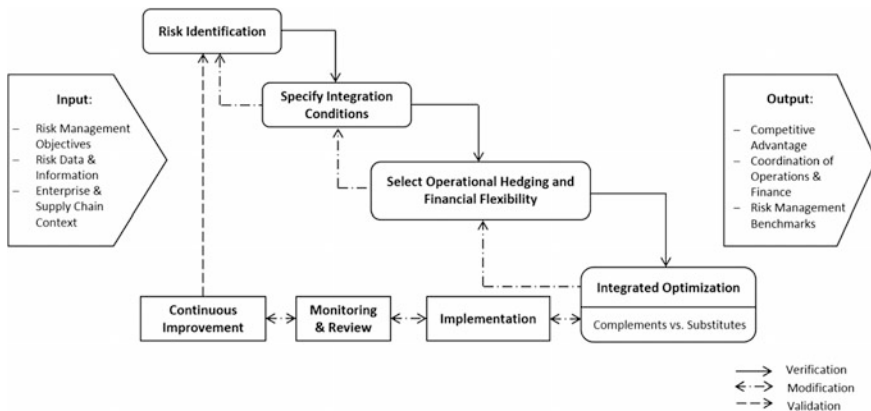 Risk Identification
Specify Integration
Conditions
Select Operational Hedging and
Financial Flexibility
Integrated Optimization
Complements vs. Substitutes
Input:
– Risk Management
Objectives
– Risk Data &
Information
– Enterprise &
Supply Chain
Context
Output:
– Competitive
Advantage
– Coordination of
Operations &
Finance
– Risk Management
Benchmarks
Continuous
Improvement
Monitoring
& Review
Implementation
Verification
Modification
Validation